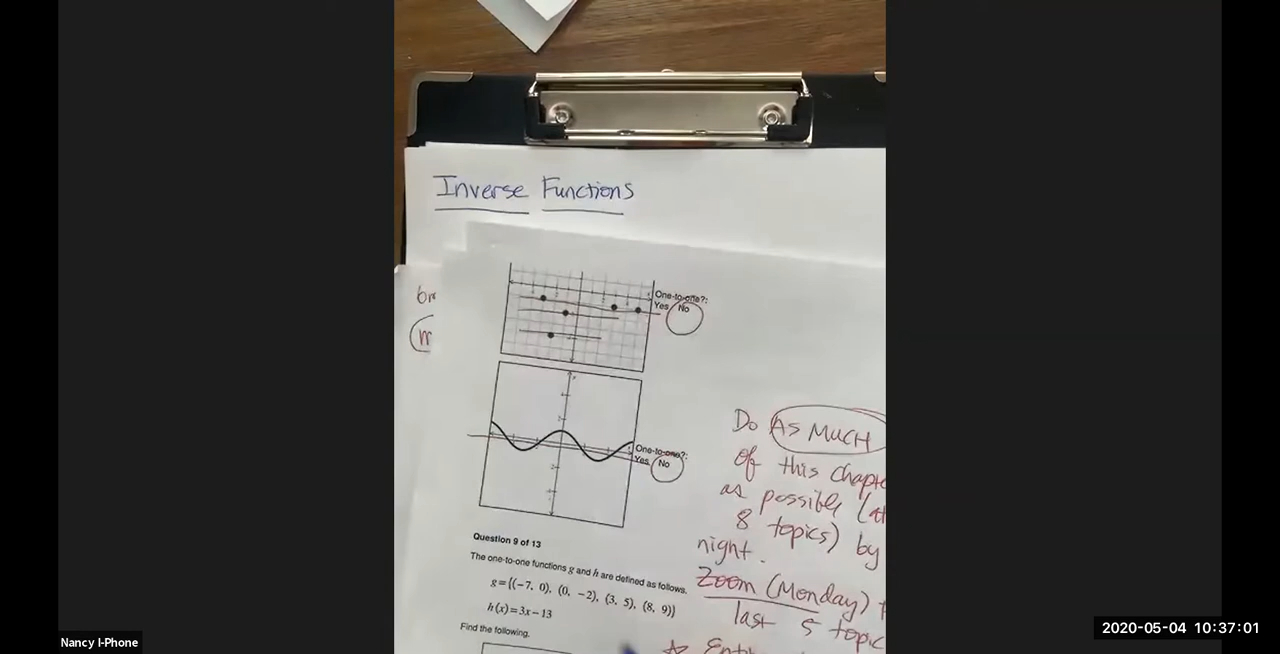 Inverse Functions
One-to-one?:
Yes No
One-to-one?:
Yes No
Do AS MUCH
of this
as possible
8 topics) by
night.
Zoom (Monday)
last 5
Question 9 of 13
The one-to-one functions g and h are defined as follows.
g={(−7, 0), (0, −2), (3, 5), (8, 9)}
h(x)=3x−13
Find the following.
Nancy I-Phone
2020-05-04 10:37:01